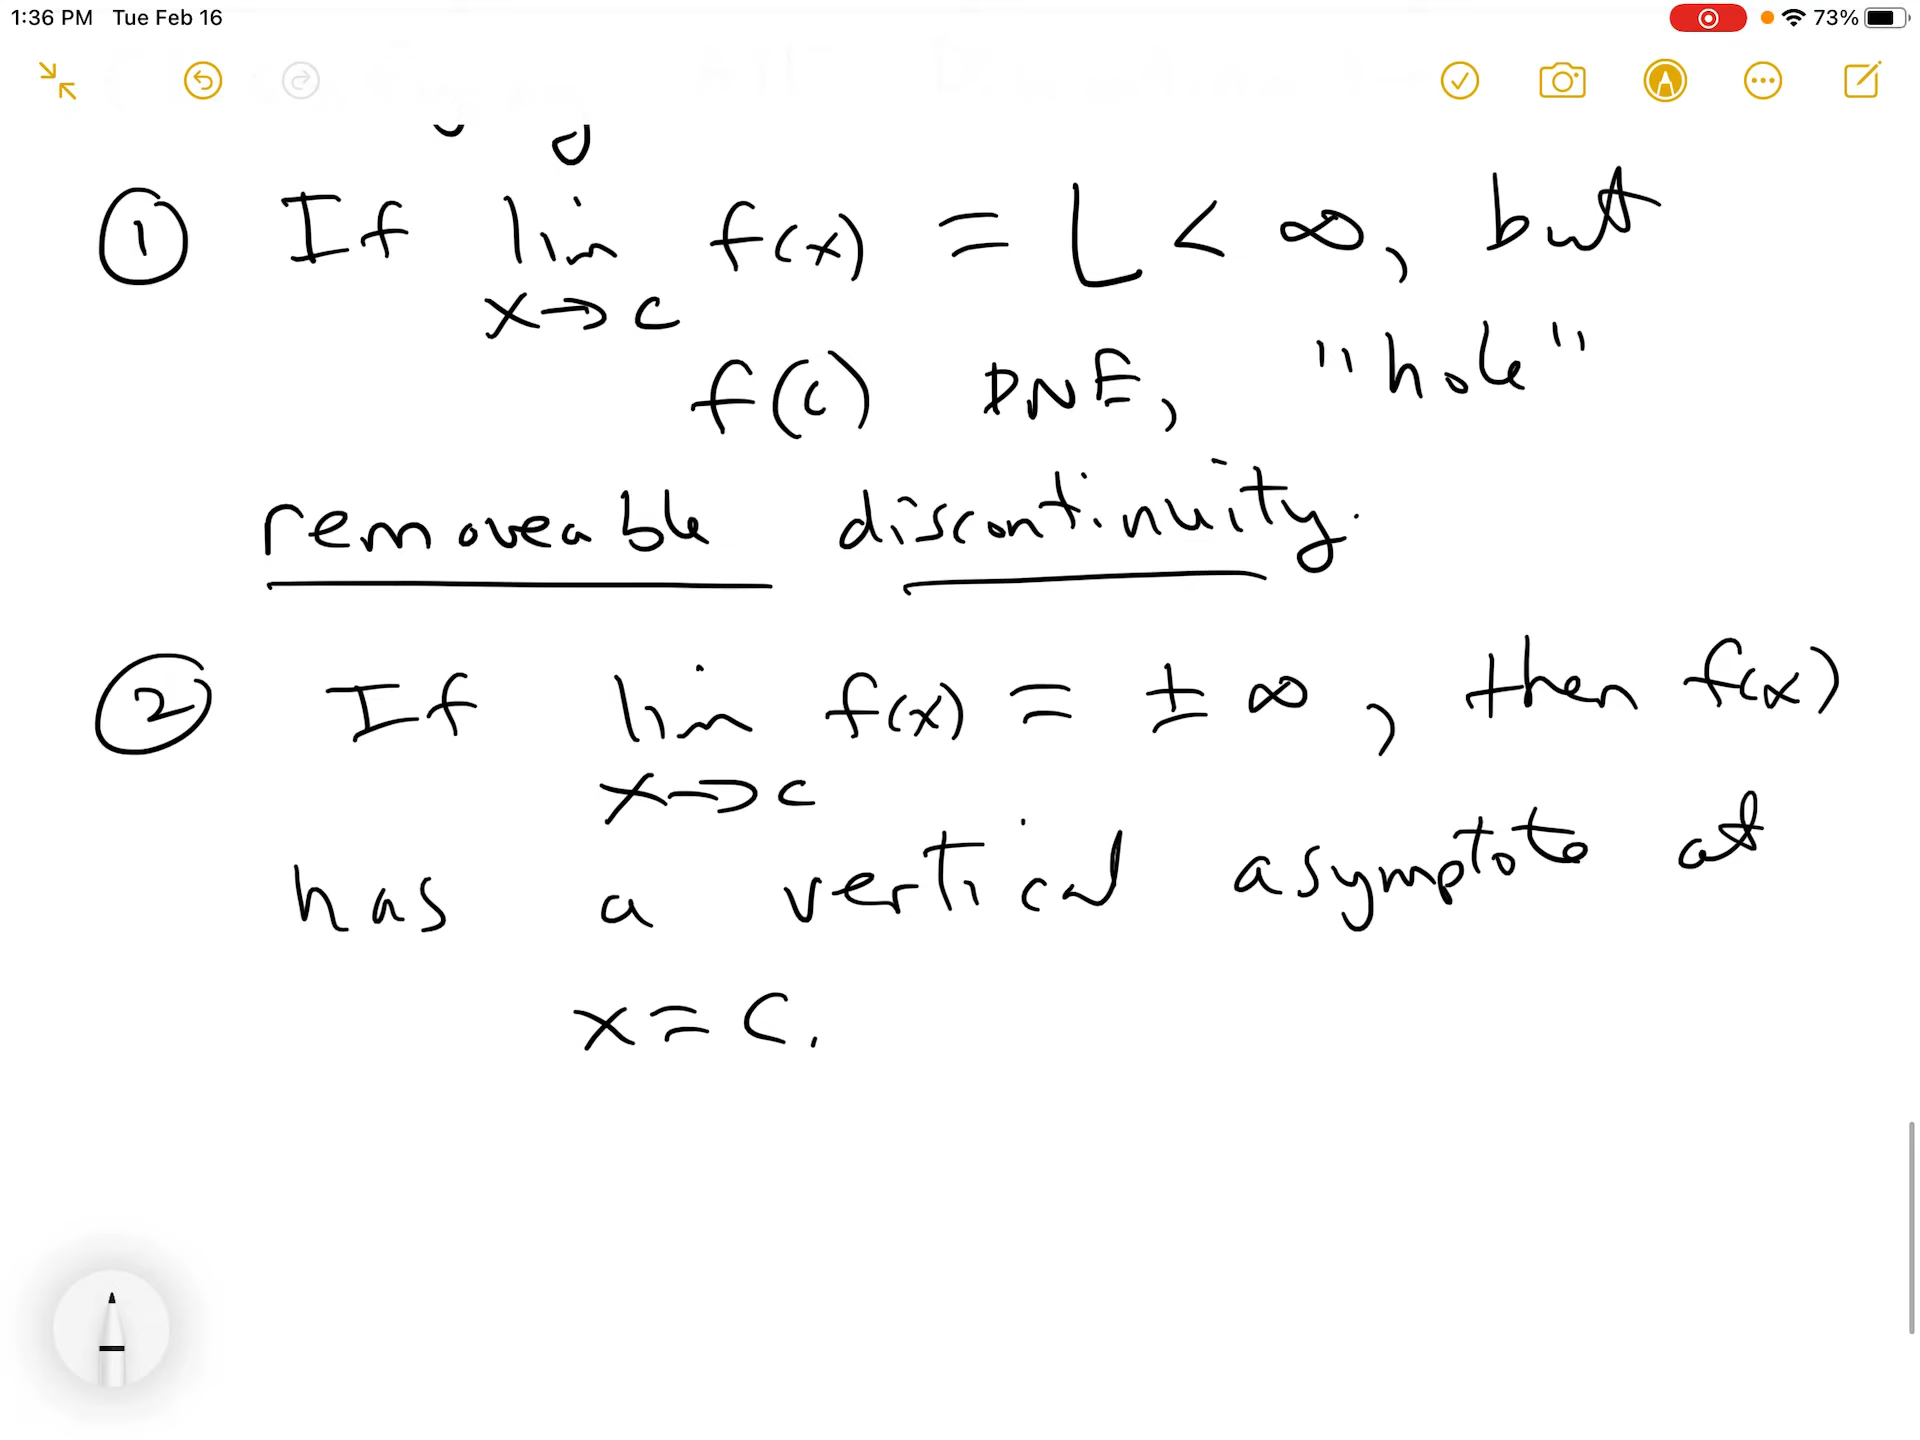 1:36 PM Tue Feb 16 73%
① If lim f(x) = L < ∞, but
x→c
f(c) DNE, "hole"
removeable discontinuity.
② If lim f(x) = ± ∞, then f(x)
x→c
has a vertical asymptote at
x = c.